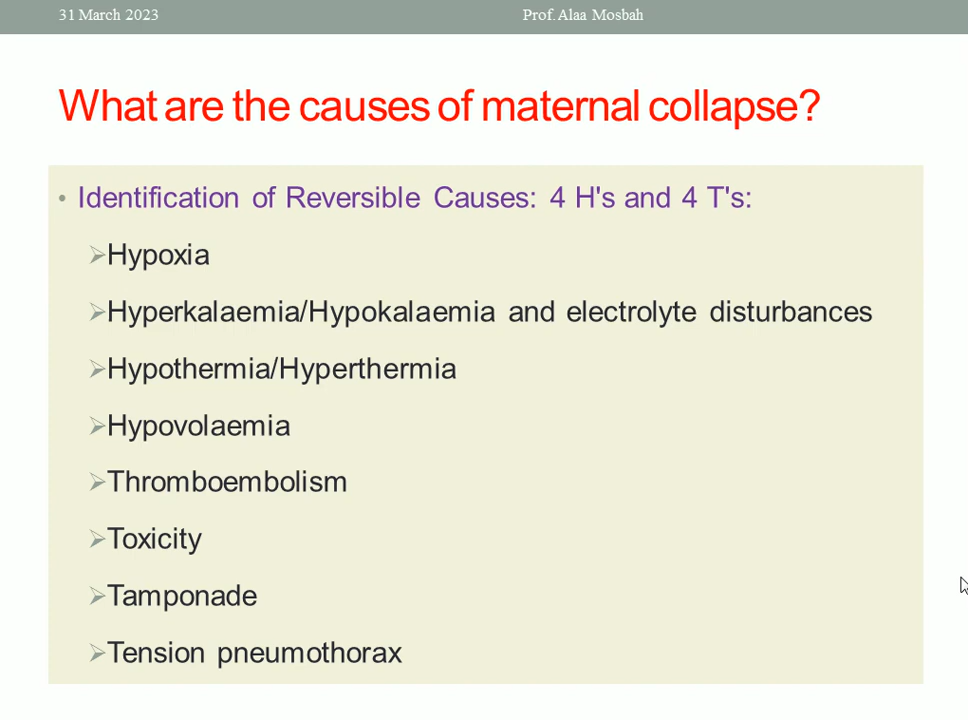 31 March 2023
Prof. Alaa Mosbah
What are the causes of maternal collapse?
• Identification of Reversible Causes: 4 H's and 4 T's:
➢Hypoxia
➢Hyperkalaemia/Hypokalaemia and electrolyte disturbances
➢Hypothermia/Hyperthermia
➢Hypovolaemia
➢Thromboembolism
➢Toxicity
➢Tamponade
➢Tension pneumothorax